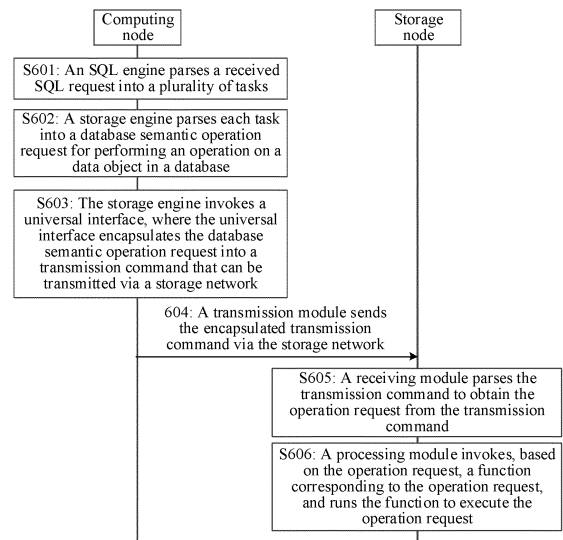 Computing
node
Storage
node
S601: An SQL engine parses a received
SQL request into a plurality of tasks
S602: A storage engine parses each task
into a database semantic operation
request for performing an operation on a
data object in a database
S603: The storage engine invokes a
universal interface, where the universal
interface encapsulates the database
semantic operation request into a
transmission command that can be
transmitted via a storage network
604: A transmission module sends
the encapsulated transmission
command via the storage network
S605: A receiving module parses the
transmission command to obtain the
operation request from the transmission
command
S606: A processing module invokes, based
on the operation request, a function
corresponding to the operation request,
and runs the function to execute the
operation request